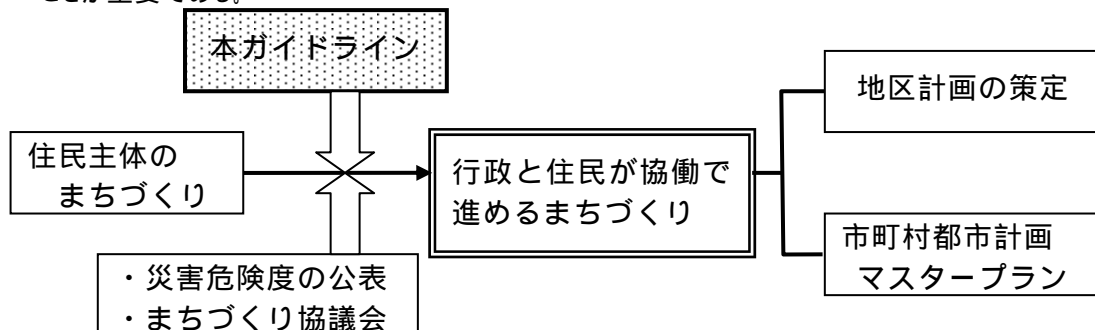 ことが重要である。
本ガイドライン
地区計画の策定
住民主体の
まちづくり
行政と住民が協働で
進めるまちづくり
市町村都市計画
マスタープラン
・災害危険度の公表
・まちづくり協議会